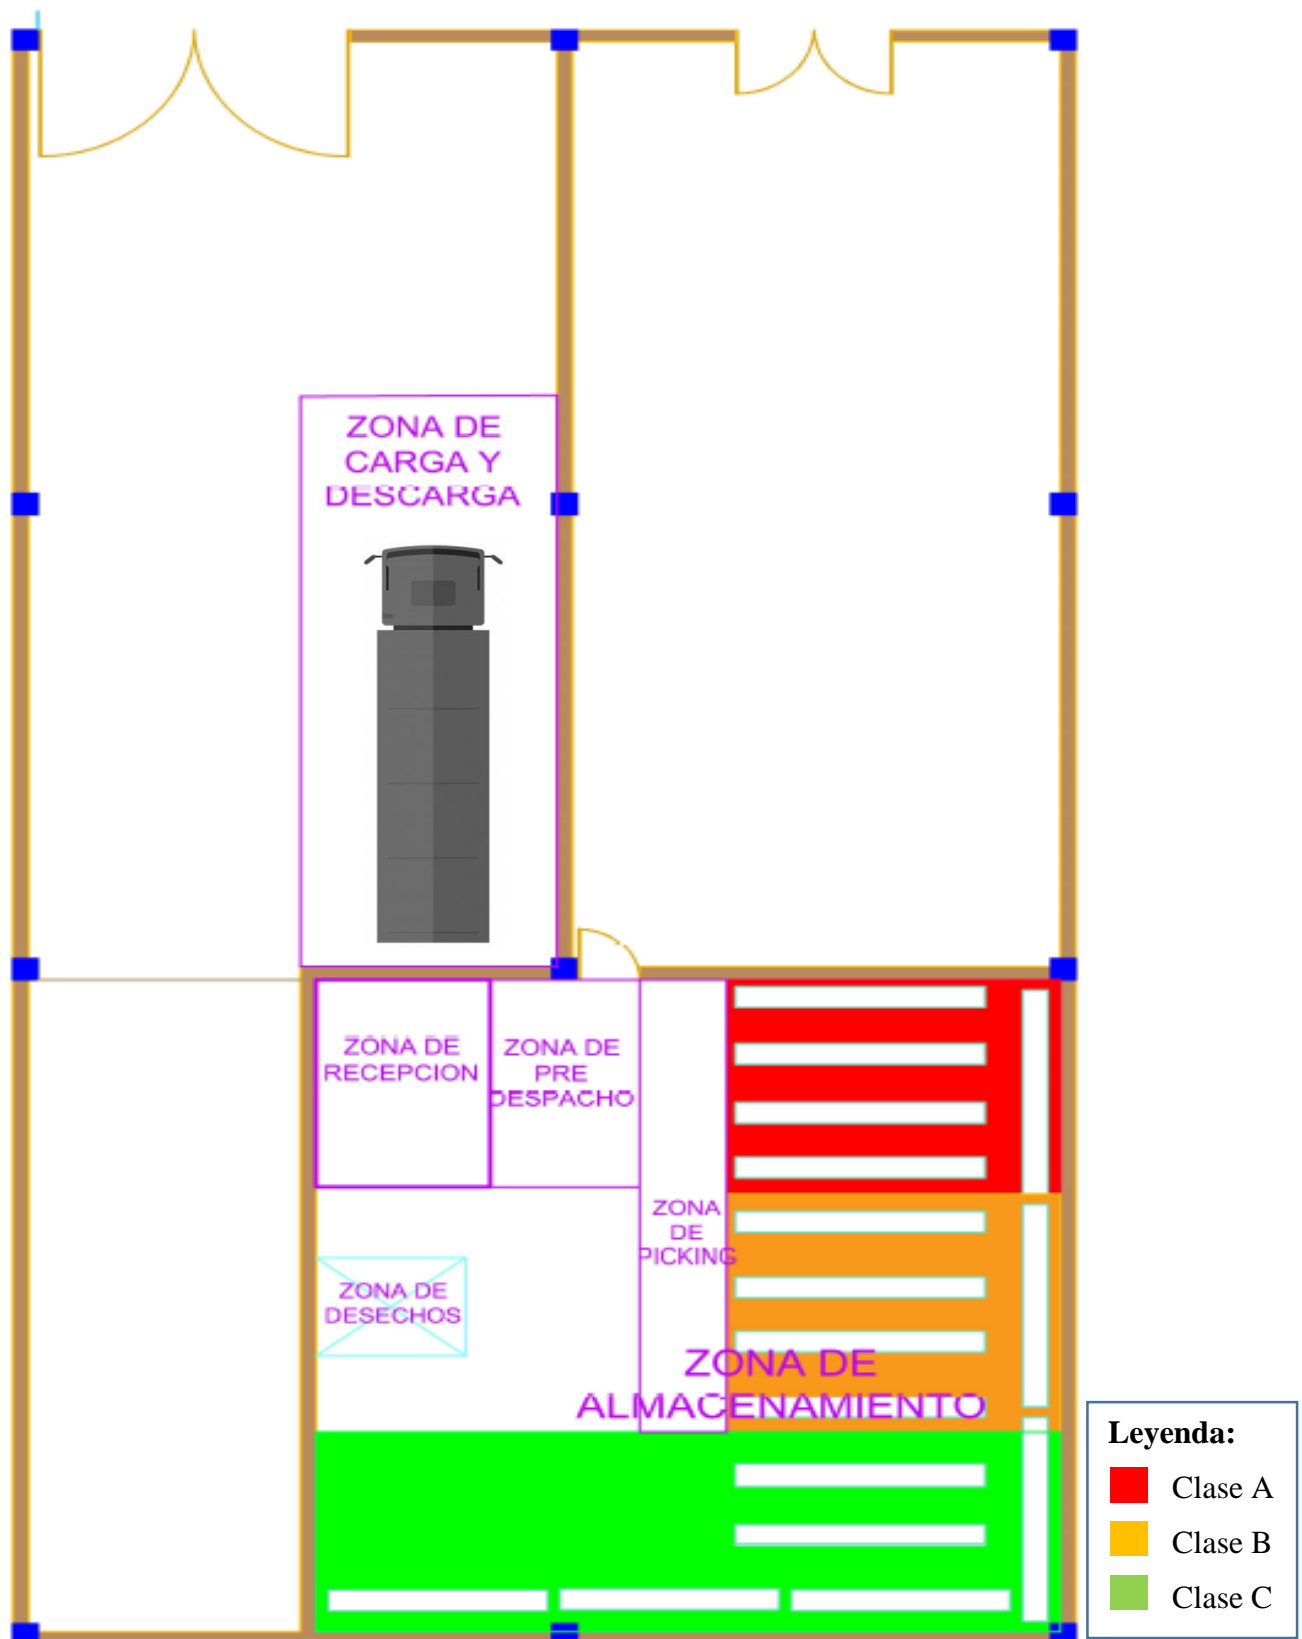 ZONA DE
CARGA Y
DESCARGA
ZONA DE
RECEPCION
ZONA DE
PRE
DESPACHO
ZONA
DE
PICKING
ZONA DE
DESECHOS
ZONA DE
ALMACENAMIENTO
Leyenda:
Clase A
Clase B
Clase C